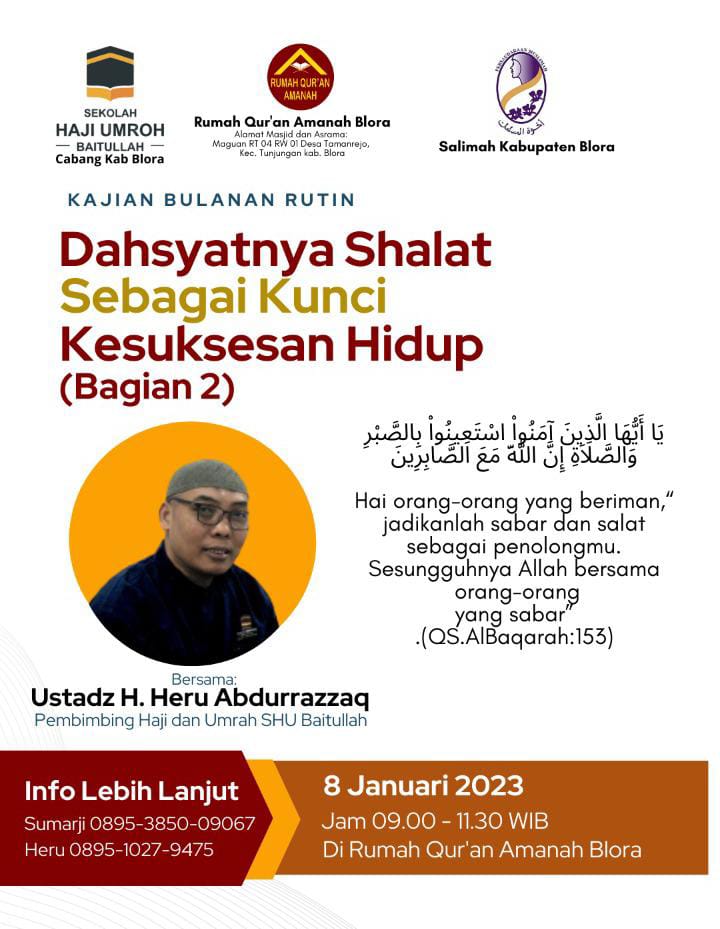 SEKOLAH
HAJI UMROH
BAITULLAH
Cabang Kab Blora
RUMAH QUR'AN
AMANAH
Rumah Qur'an Amanah Blora
Alamat Masjid dan Asrama:
Maguan RT 04 RW 01 Desa Tamanrejo,
Kec. Tunjungan kab. Blora
PERSAUDARAAN MUSLIMAH
اخوة المسلمات
Salimah Kabupaten Blora
KAJIAN BULANAN RUTIN
Dahsyatnya Shalat
Sebagai Kunci
Kesuksesan Hidup
(Bagian 2)
يَا أَيُّهَا الَّذِينَ آمَنُواْ اسْتَعِينُواْ بِالصَّبْرِ
وَالصَّلاَةِ إِنَّ اللّهَ مَعَ الصَّابِرِينَ
Hai orang-orang yang beriman,“
jadikanlah sabar dan salat
sebagai penolongmu.
Sesungguhnya Allah bersama
orang-orang
yang sabar”
.(QS.AlBaqarah:153)
Bersama:
Ustadz H. Heru Abdurrazzaq
Pembimbing Haji dan Umrah SHU Baitullah
Info Lebih Lanjut
Sumarji 0895-3850-09067
Heru 0895-1027-9475
8 Januari 2023
Jam 09.00 - 11.30 WIB
Di Rumah Qur'an Amanah Blora